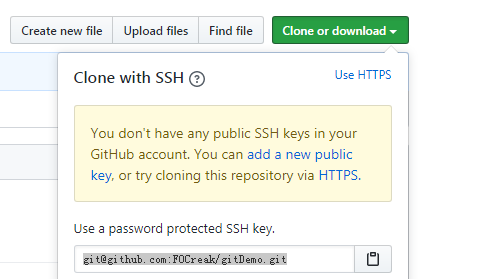 Create new file Upload files Find file Clone or download
Clone with SSH ? Use HTTPS
You don't have any public SSH keys in your
GitHub account. You can add a new public
key, or try cloning this repository via HTTPS.
Use a password protected SSH key.
git@github.com:FOCreak/gitDemo.git